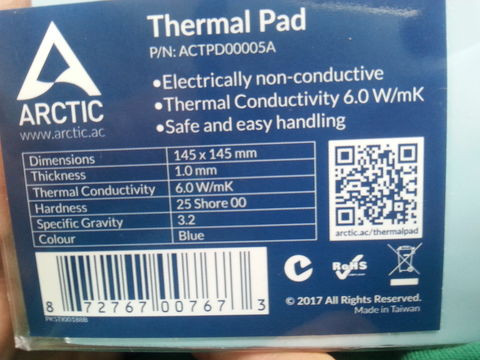 Thermal Pad
P/N: ACTPD00005A
ARCTIC
www.arctic.ac
•Electrically non-conductive
•Thermal Conductivity 6.0 W/mK
•Safe and easy handling
Dimensions 145 x 145 mm
Thickness 1.0 mm
Thermal Conductivity 6.0 W/mK
Hardness 25 Shore 00
Specific Gravity 3.2
Colour Blue
arctic.ac/thermalpad
8 72767 00767 3
RoHS
© 2017 All Rights Reserved.
Made in Taiwan